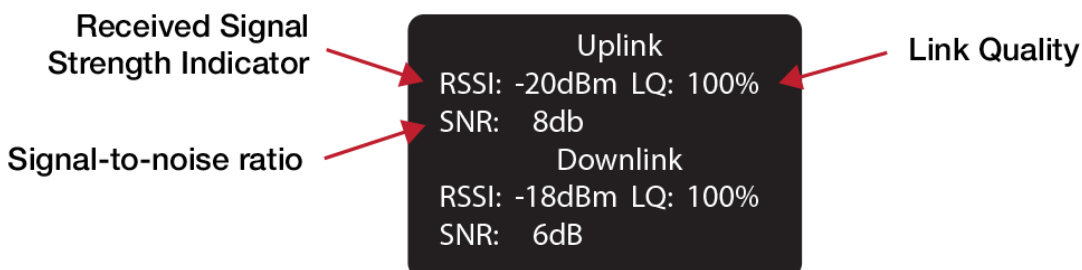 Received Signal
Strength Indicator
Signal-to-noise ratio
Uplink
RSSI: -20dBm LQ: 100%
SNR: 8db
Downlink
RSSI: -18dBm LQ: 100%
SNR: 6dB
Link Quality